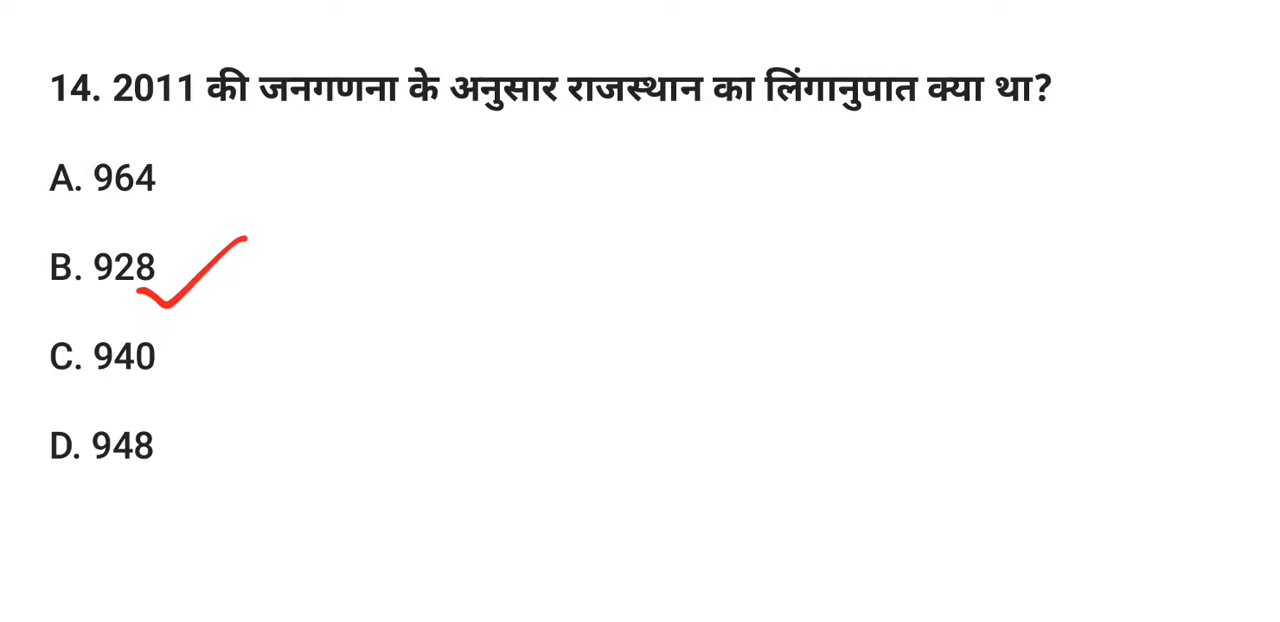 14. 2011 की जनगणना के अनुसार राजस्थान का लिंगानुपात क्या था?
A. 964
B. 928
C. 940
D. 948